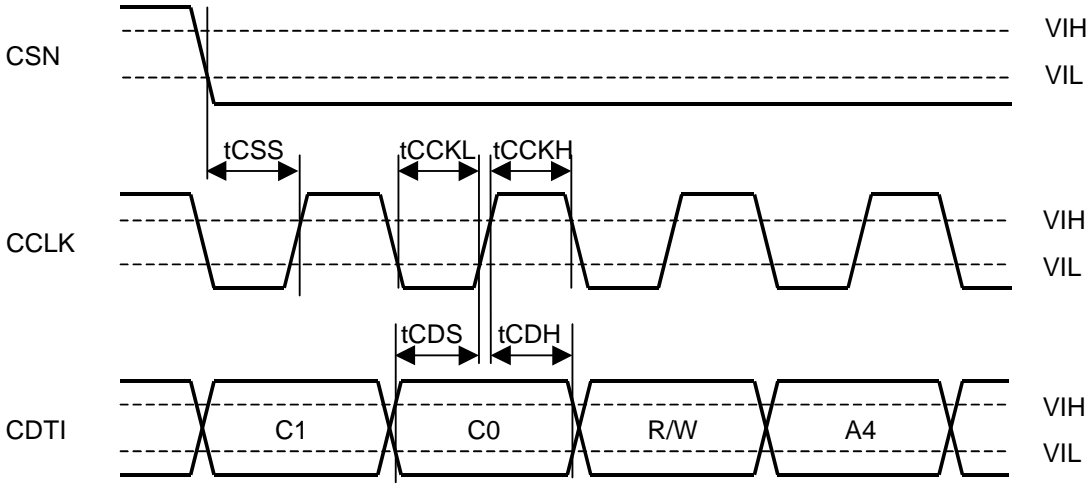 CSN
VIH
VIL
tCSS
tCCKL
tCCKH
CCLK
VIH
VIL
tCDS
tCDH
CDTI
C1
C0
R/W
A4
VIH
VIL